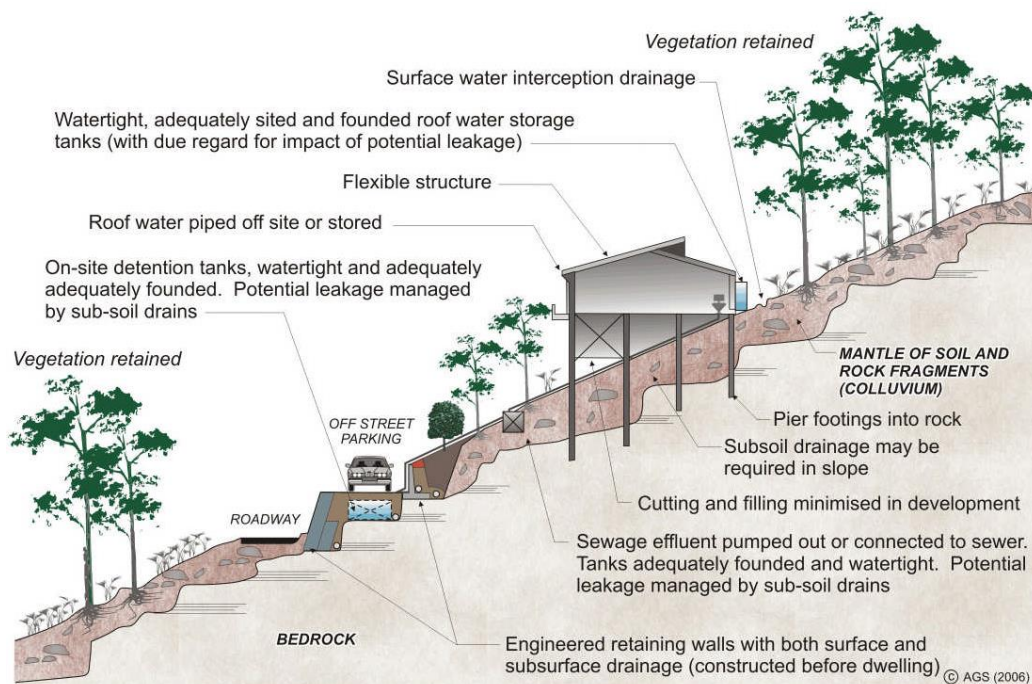 Vegetation retained
Surface water interception drainage
Watertight, adequately sited and founded roof water storage
tanks (with due regard for impact of potential leakage)
Flexible structure
Roof water piped off site or stored
On-site detention tanks, watertight and adequately
adequately founded. Potential leakage managed
by sub-soil drains
Vegetation retained
MANTLE OF SOIL AND
ROCK FRAGMENTS
(COLLUVIUM)
OFF STREET
PARKING
Pier footings into rock
Subsoil drainage may be
required in slope
Cutting and filling minimised in development
ROADWAY
Sewage effluent pumped out or connected to sewer.
Tanks adequately founded and watertight. Potential
leakage managed by sub-soil drains
BEDROCK
Engineered retaining walls with both surface and
subsurface drainage (constructed before dwelling)
© AGS (2006)